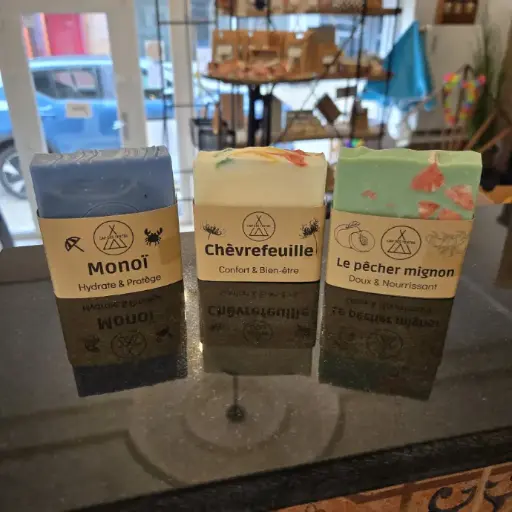 Monoï
Hydrate & Protège
Chèvrefeuille
Confort & Bien-être
Le pêcher mignon
Doux & Nourrissant